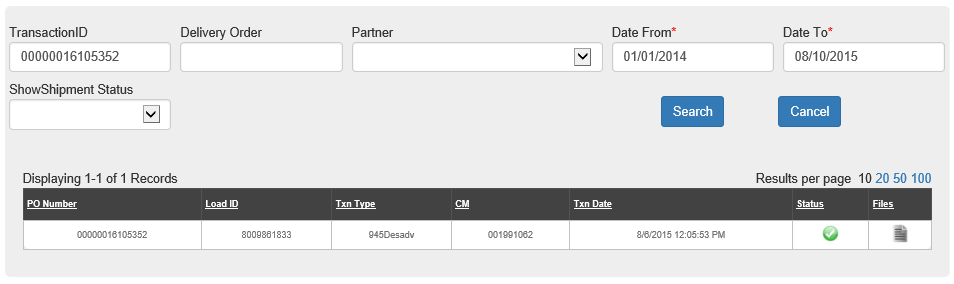 TransactionID Delivery Order Partner Date From* Date To*
00000016105352 01/01/2014 08/10/2015
ShowShipment Status
Search Cancel
Displaying 1-1 of 1 Records Results per page 10 20 50 100
PO Number Load ID Txn Type CM Txn Date Status Files
00000016105352 8009861833 945Desadv 001991062 8/6/2015 12:05:53 PM